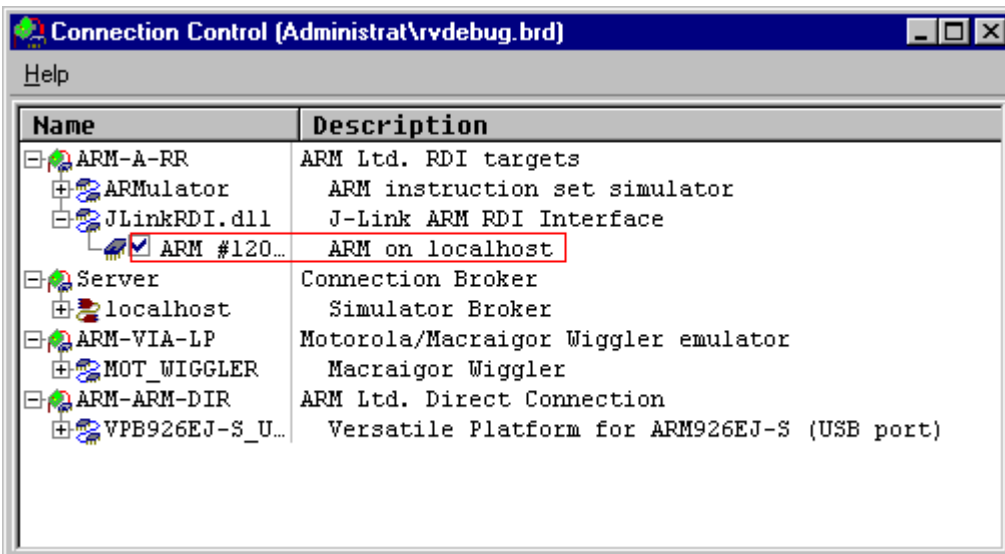 Connection Control (Administrat\rvdebug.brd)
Help
Name Description
ARM-A-RR ARM Ltd. RDI targets
ARMulator ARM instruction set simulator
JLinkRDI.dll J-Link ARM RDI Interface
ARM #120… ARM on localhost
Server Connection Broker
localhost Simulator Broker
ARM-VIA-LP Motorola/Macraigor Wiggler emulator
MOT_WIGGLER Macraigor Wiggler
ARM-ARM-DIR ARM Ltd. Direct Connection
VPB926EJ-S_U… Versatile Platform for ARM926EJ-S (USB port)